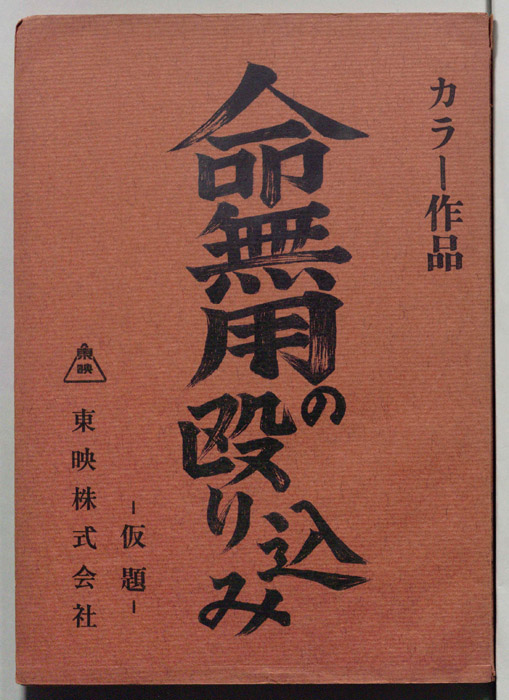 カラー作品
命無用の殴り込み
-仮題-
東映
東映株式会社